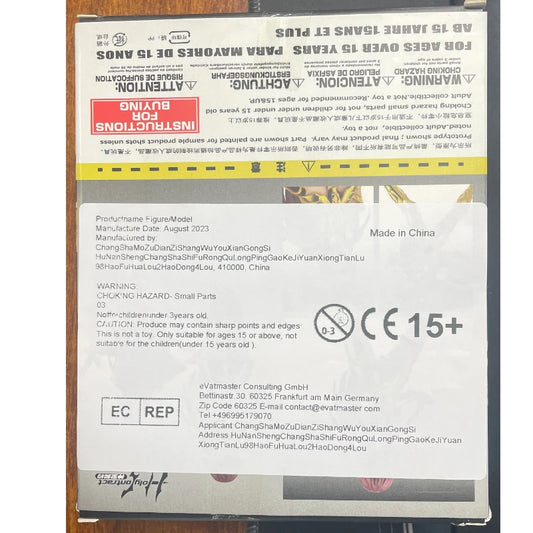 Productname Figure/Model
Manufacture Date: August 2023
Manufactured by:
ChangShaMoZuDianZiShangWuYouXianGongSi
HuNanShengChangShaShiFuRongQuLongPingGaoKeJiYuanXiongTianLu
98HaoFuHuaLou2HaoDong4Lou, 410000, China
Made in China
WARNING:
CHOKING HAZARD- Small Parts
03
Notforchildrenunder 3years old.
CAUTION: Produce may contain sharp points and edges
This is not a toy. Only suitable for ages 15 or above, not
suitable for the children(under 15 years old ).
0-3
CE 15+
EC REP
eVatmaster Consulting GmbH
Bettinastr.30. 60325 Frankfurt am Main Germany
Zip Code 60325 E-mail contact@evatmaster.com
Tel +496995179070
Applicant ChangShaMoZuDianZiShangWuYouXianGongSi
Address HuNanShengChangShaShiFuRongQuLongPingGaoKeJiYuan
XiongTianLu98HaoFuHuaLou2HaoDong4Lou
AB 15 JAHRE 15ANS ET PLUS
PARA MAYORES DE 15 ANOS
FOR AGES OVER 15 YEARS
WARNING:
CHOKING HAZARD
ATENCION:
PELIGRO DE ASFIXIA
ACHTUNG:
ERSTICKUNGSGEFAHR
ATTENTION:
RISQUE DE SUFFOCATION
INSTRUCTIONS
FOR
BUYING
Adult collectible.Not a toy.Recommended for ages 15&UP.
Choking hazard small parts, not for children under 15 years old
modest.Adult collectible, not a toy.
Prototype shown; final product may vary. Part are painted for sample product shots unless
注 意
HolyContract